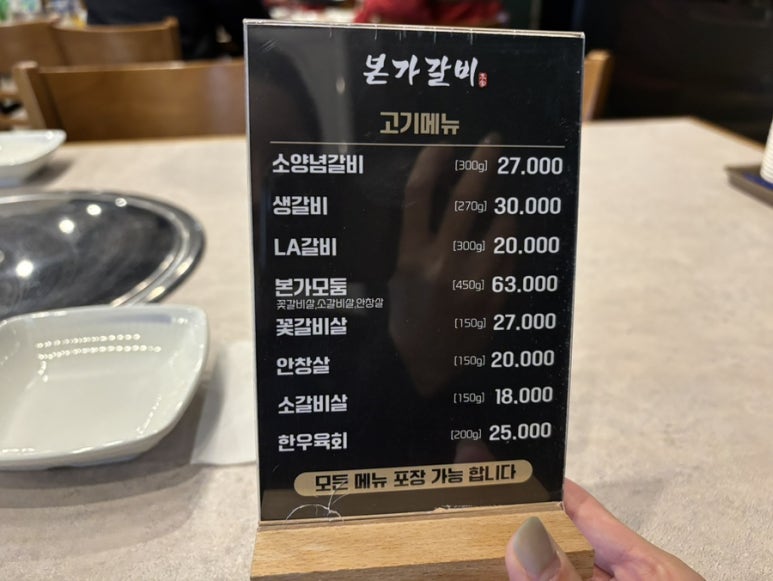 본가갈비
고기메뉴
소양념갈비 [300g] 27.000
생갈비 [270g] 30.000
LA갈비 [300g] 20.000
본가모둠 [450g] 63.000
꽃갈비살,소갈비살,안창살
꽃갈비살 [150g] 27.000
안창살 [150g] 20.000
소갈비살 [150g] 18.000
한우육회 [200g] 25.000
모든 메뉴 포장 가능 합니다